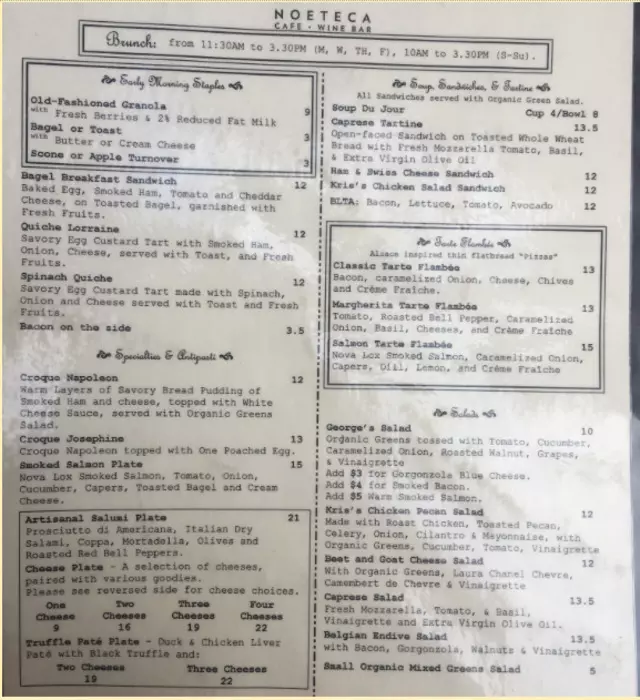 NOETECA
CAFE · WINE BAR
Brunch: from 11:30AM to 3.30PM (M, W, TH, F), 10AM to 3.30PM (S-Su).
Early Morning Staples
Old-Fashioned Granola 9
with Fresh Berries & 2% Reduced Fat Milk
Bagel or Toast 3
with Butter or Cream Cheese
Scone or Apple Turnover 3
Bagel Breakfast Sandwich 12
Baked Egg, Smoked Ham, Tomato and Cheddar
Cheese, on Toasted Bagel, garnished with
Fresh Fruits.
Quiche Lorraine 12
Savory Egg Custard Tart with Smoked Ham,
Onion, Cheese, served with Toast, and Fresh
Fruits.
Spinach Quiche 12
Savory Egg Custard Tart made with Spinach,
Onion and Cheese served with Toast and Fresh
Fruits.
Bacon on the side 3.5
Specialties & Antipasti
Croque Napoleon 12
Warm Layers of Savory Bread Pudding of
Smoked Ham and cheese, topped with White
Cheese Sauce, served with Organic Greens
Salad.
Croque Josephine 13
Croque Napoleon topped with One Poached Egg.
Smoked Salmon Plate 15
Nova Lox Smoked Salmon, Tomato, Onion,
Cucumber, Capers, Toasted Bagel and Cream
Cheese.
Artisanal Salumi Plate 21
Prosciutto di Americana, Italian Dry
Salami, Coppa, Mortadella, Olives and
Roasted Red Bell Peppers.
Cheese Plate - A selection of cheeses,
paired with various goodies.
Please see reversed side for cheese choices.
One Two Three Four
Cheese Cheeses Cheeses Cheeses
9 16 19 22
Truffle Paté Plate - Duck & Chicken Liver
Paté with Black Truffle and:
Two Cheeses Three Cheeses
19 22
Soup, Sandwiches, & Tartine
All Sandwiches served with Organic Green Salad.
Soup Du Jour Cup 4/Bowl 8
Caprese Tartine 13.5
Open-faced Sandwich on Toasted Whole Wheat
Bread with Fresh Mozzarella Tomato, Basil,
& Extra Virgin Olive Oil
Ham & Swiss Cheese Sandwich 12
Kris's Chicken Salad Sandwich 12
BLTA: Bacon, Lettuce, Tomato, Avocado 12
Tarte Flambée
Alsace inspired thin flatbread "Pizzas"
Classic Tarte Flambée 13
Bacon, caramelized Onion, Cheese, Chives
and Crème Fraîche.
Margherita Tarte Flambée 13
Tomato, Roasted Bell Pepper, Caramelized
Onion, Basil, Cheeses, and Crème Fraîche
Salmon Tarte Flambée 15
Nova Lox Smoked Salmon, Caramelized Onion,
Capers, Dill, Lemon, and Crème Fraîche
Salads
George's Salad 10
Organic Greens tossed with Tomato, Cucumber,
Caramelized Onion, Roasted Walnut, Grapes,
& Vinaigrette
Add $3 for Gorgonzola Blue Cheese.
Add $4 for Smoked Bacon.
Add $5 Warm Smoked Salmon.
Kris's Chicken Pecan Salad 12
Made with Roast Chicken, Toasted Pecan,
Celery, Onion, Cilantro & Mayonnaise, with
Organic Greens, Cucumber, Tomato, Vinaigrette
Beet and Goat Cheese Salad 12
With Organic Greens, Laura Chanel Chevre,
Camembert de Chevre & Vinaigrette
Caprese Salad 13.5
Fresh Mozzarella, Tomato, & Basil,
Vinaigrette and Extra Virgin Olive Oil.
Belgian Endive Salad 13.5
with Bacon, Gorgonzola, Walnuts & Vinaigrette
Small Organic Mixed Greens Salad 5